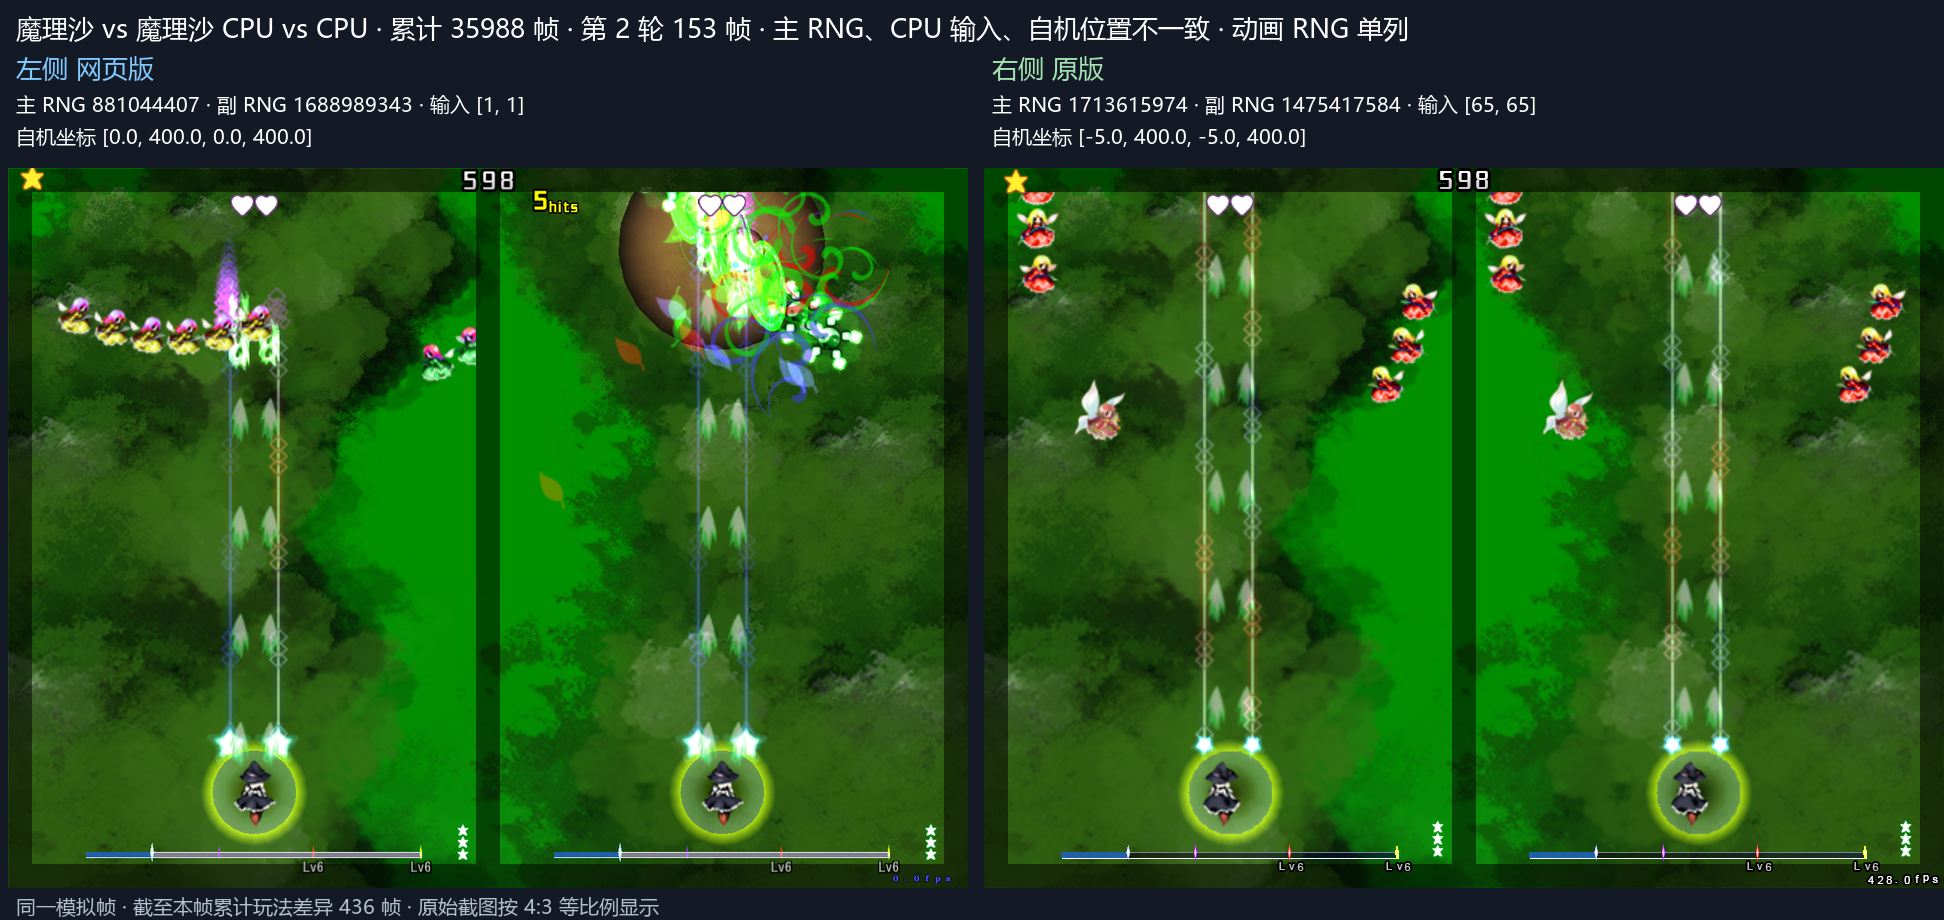 魔理沙 vs 魔理沙 CPU vs CPU · 累计 35988 帧 · 第 2 轮 153 帧 · 主 RNG、CPU 输入、自机位置不一致 · 动画 RNG 单列
左侧 网页版
主 RNG 881044407 · 副 RNG 1688989343 · 输入 [1, 1]
自机坐标 [0.0, 400.0, 0.0, 400.0]
右侧 原版
主 RNG 1713615974 · 副 RNG 1475417584 · 输入 [65, 65]
自机坐标 [-5.0, 400.0, -5.0, 400.0]
598
5hits
Lv6
Lv6
Lv6
Lv6
0.0fps
598
Lv6
Lv6
Lv6
Lv6
428.0fps
同一模拟帧 · 截至本帧累计玩法差异 436 帧 · 原始截图按 4:3 等比例显示